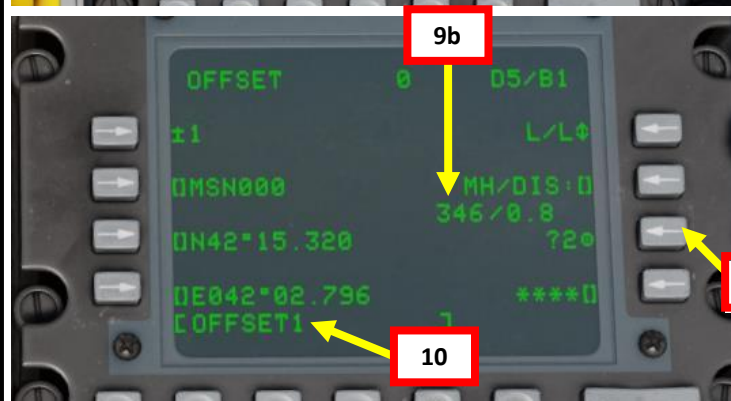 9b
OFFSET 0 D5/B1
±1 L/L
MSN000 MH/DIS:
346/0.8
N42°15.320 ?2
E042°02.796 ****
[OFFSET1 ]
10